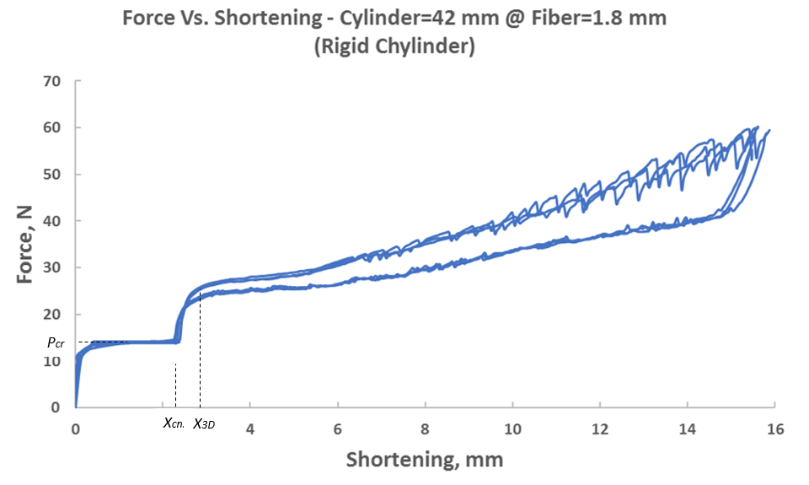 Force Vs. Shortening - Cylinder=42 mm @ Fiber=1.8 mm
(Rigid Chylinder)
70
60
50
40
30
20
Pcr
10
0
Force, N
Xcn. X3D
0 4 6 8 10 12 14 16
Shortening, mm